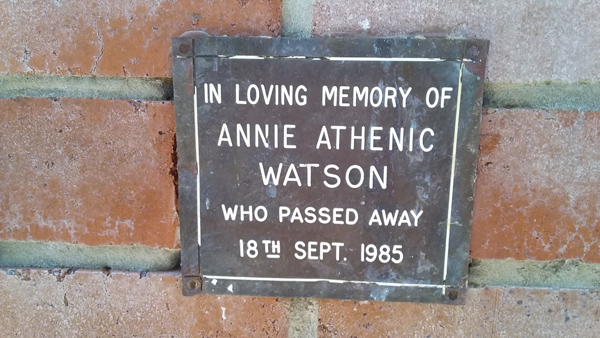 IN LOVING MEMORY OF
ANNIE ATHENIC
WATSON
WHO PASSED AWAY
18TH SEPT. 1985